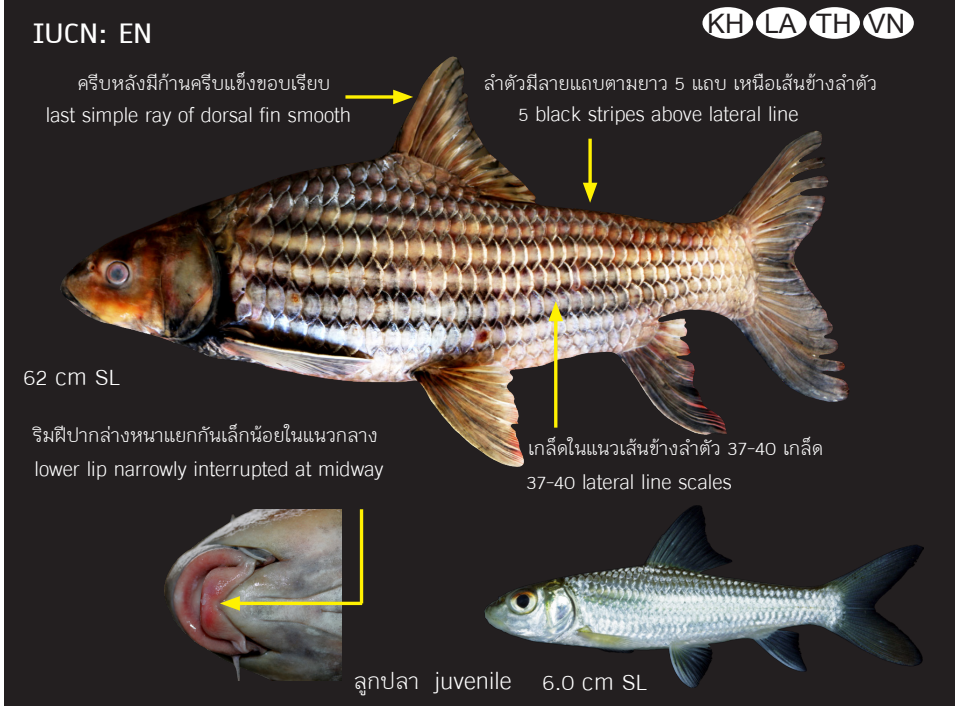 IUCN: EN
KH LA TH VN
ครีบหลังมีก้านครีบแข็งขอบเรียบ
last simple ray of dorsal fin smooth
ลำตัวมีลายแถบตามยาว 5 แถบ เหนือเส้นข้างลำตัว
5 black stripes above lateral line
62 cm SL
ริมฝีปากล่างหนาแยกกันเล็กน้อยในแนวกลาง
lower lip narrowly interrupted at midway
เกล็ดในแนวเส้นข้างลำตัว 37-40 เกล็ด
37-40 lateral line scales
ลูกปลา juvenile 6.0 cm SL